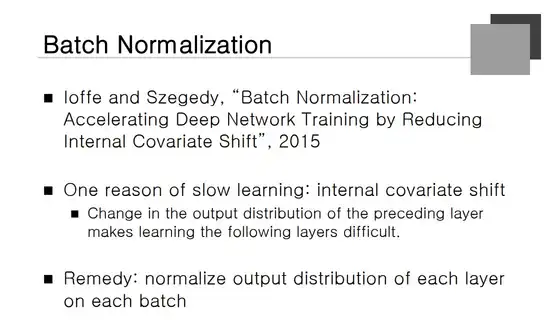 Batch Normalization
■ Ioffe and Szegedy, “Batch Normalization:
Accelerating Deep Network Training by Reducing
Internal Covariate Shift”, 2015
■ One reason of slow learning: internal covariate shift
■ Change in the output distribution of the preceding layer
makes learning the following layers difficult.
■ Remedy: normalize output distribution of each layer
on each batch